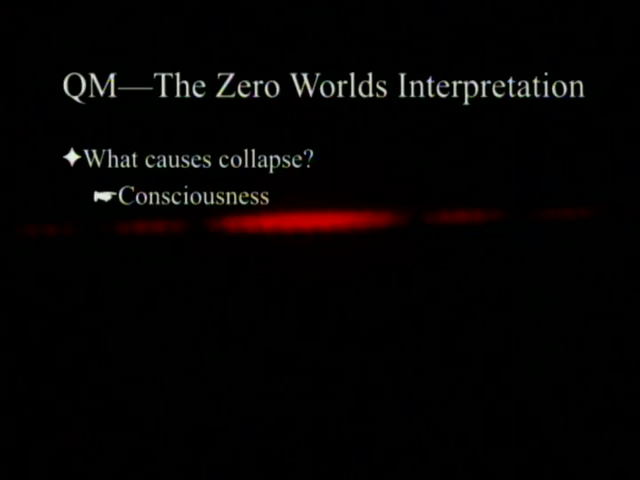 QM—The Zero Worlds Interpretation
✦What causes collapse?
☛Consciousness